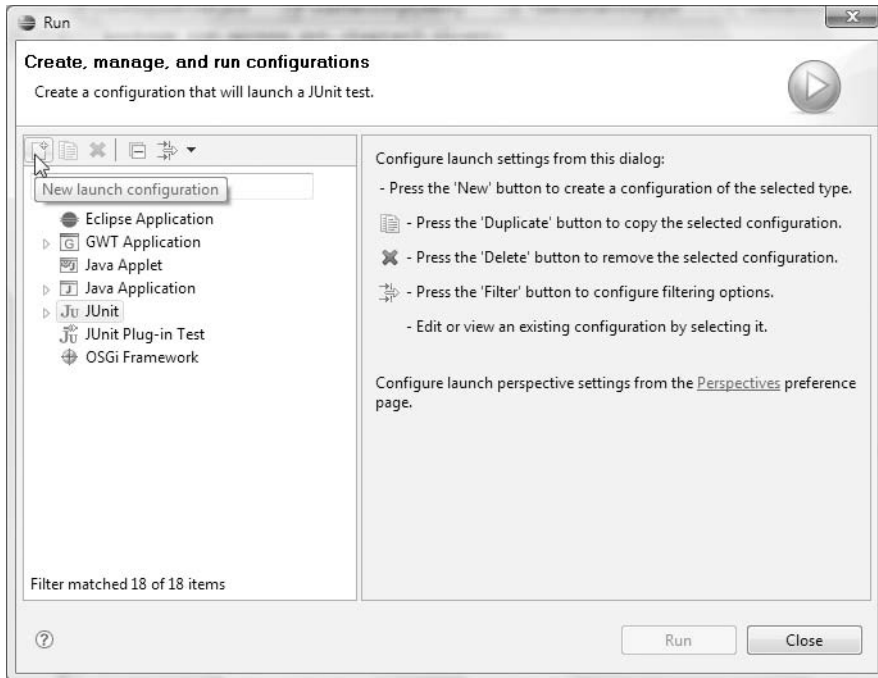 Run
Create, manage, and run configurations
Create a configuration that will launch a JUnit test.
New launch configuration
Eclipse Application
G GWT Application
Java Applet
J Java Application
Ju JUnit
JU JUnit Plug-in Test
OSGi Framework
Filter matched 18 of 18 items
Configure launch settings from this dialog:
- Press the 'New' button to create a configuration of the selected type.
- Press the 'Duplicate' button to copy the selected configuration.
- Press the 'Delete' button to remove the selected configuration.
- Press the 'Filter' button to configure filtering options.
- Edit or view an existing configuration by selecting it.
Configure launch perspective settings from the Perspectives preference
page.
?
Run
Close